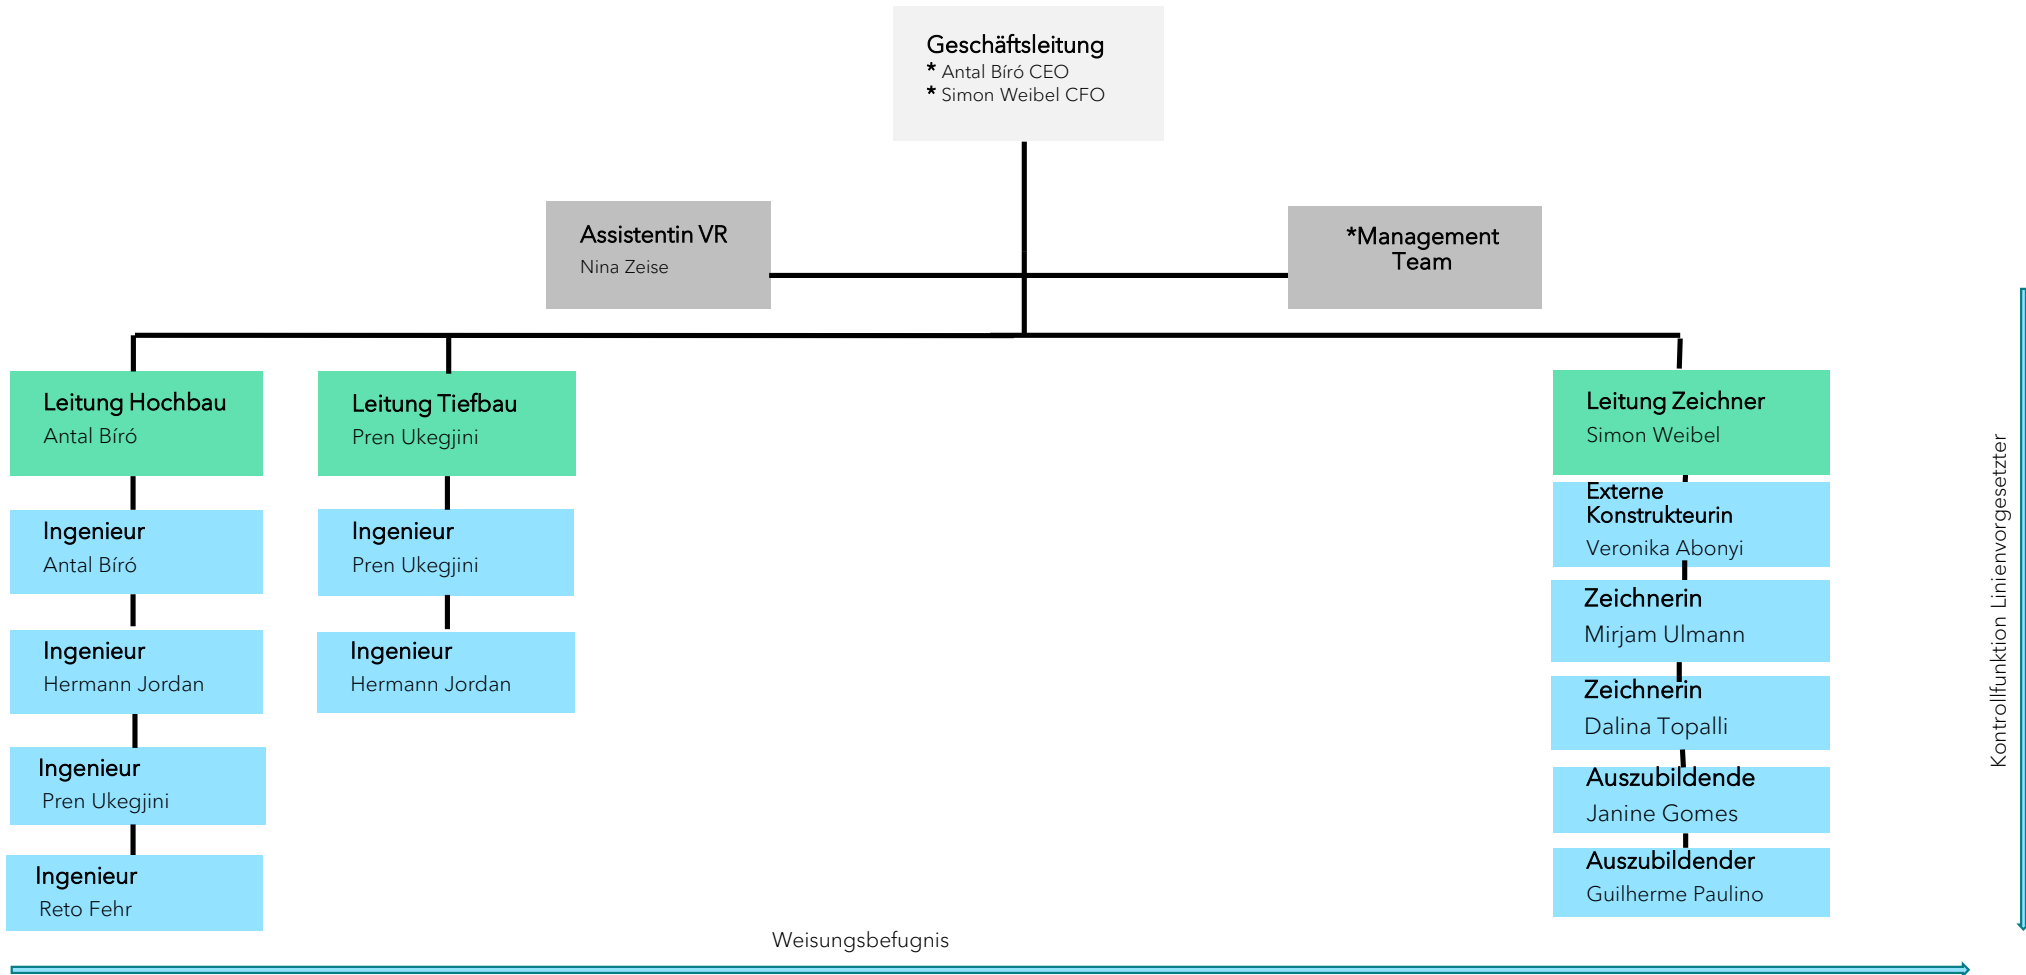 Geschäftsleitung
* Antal Bíró CEO
* Simon Weibel CFO
Assistentin VR
Nina Zeise
*Management
Team
Leitung Hochbau
Antal Bíró
Ingenieur
Antal Bíró
Ingenieur
Hermann Jordan
Ingenieur
Pren Ukegjini
Ingenieur
Reto Fehr
Leitung Tiefbau
Pren Ukegjini
Ingenieur
Pren Ukegjini
Ingenieur
Hermann Jordan
Leitung Zeichner
Simon Weibel
Externe
Konstrukteurin
Veronika Abonyi
Zeichnerin
Mirjam Ulmann
Zeichnerin
Dalina Topalli
Auszubildende
Janine Gomes
Auszubildender
Guilherme Paulino
Kontrollfunktion Linienvorgesetzter
Weisungsbefugnis